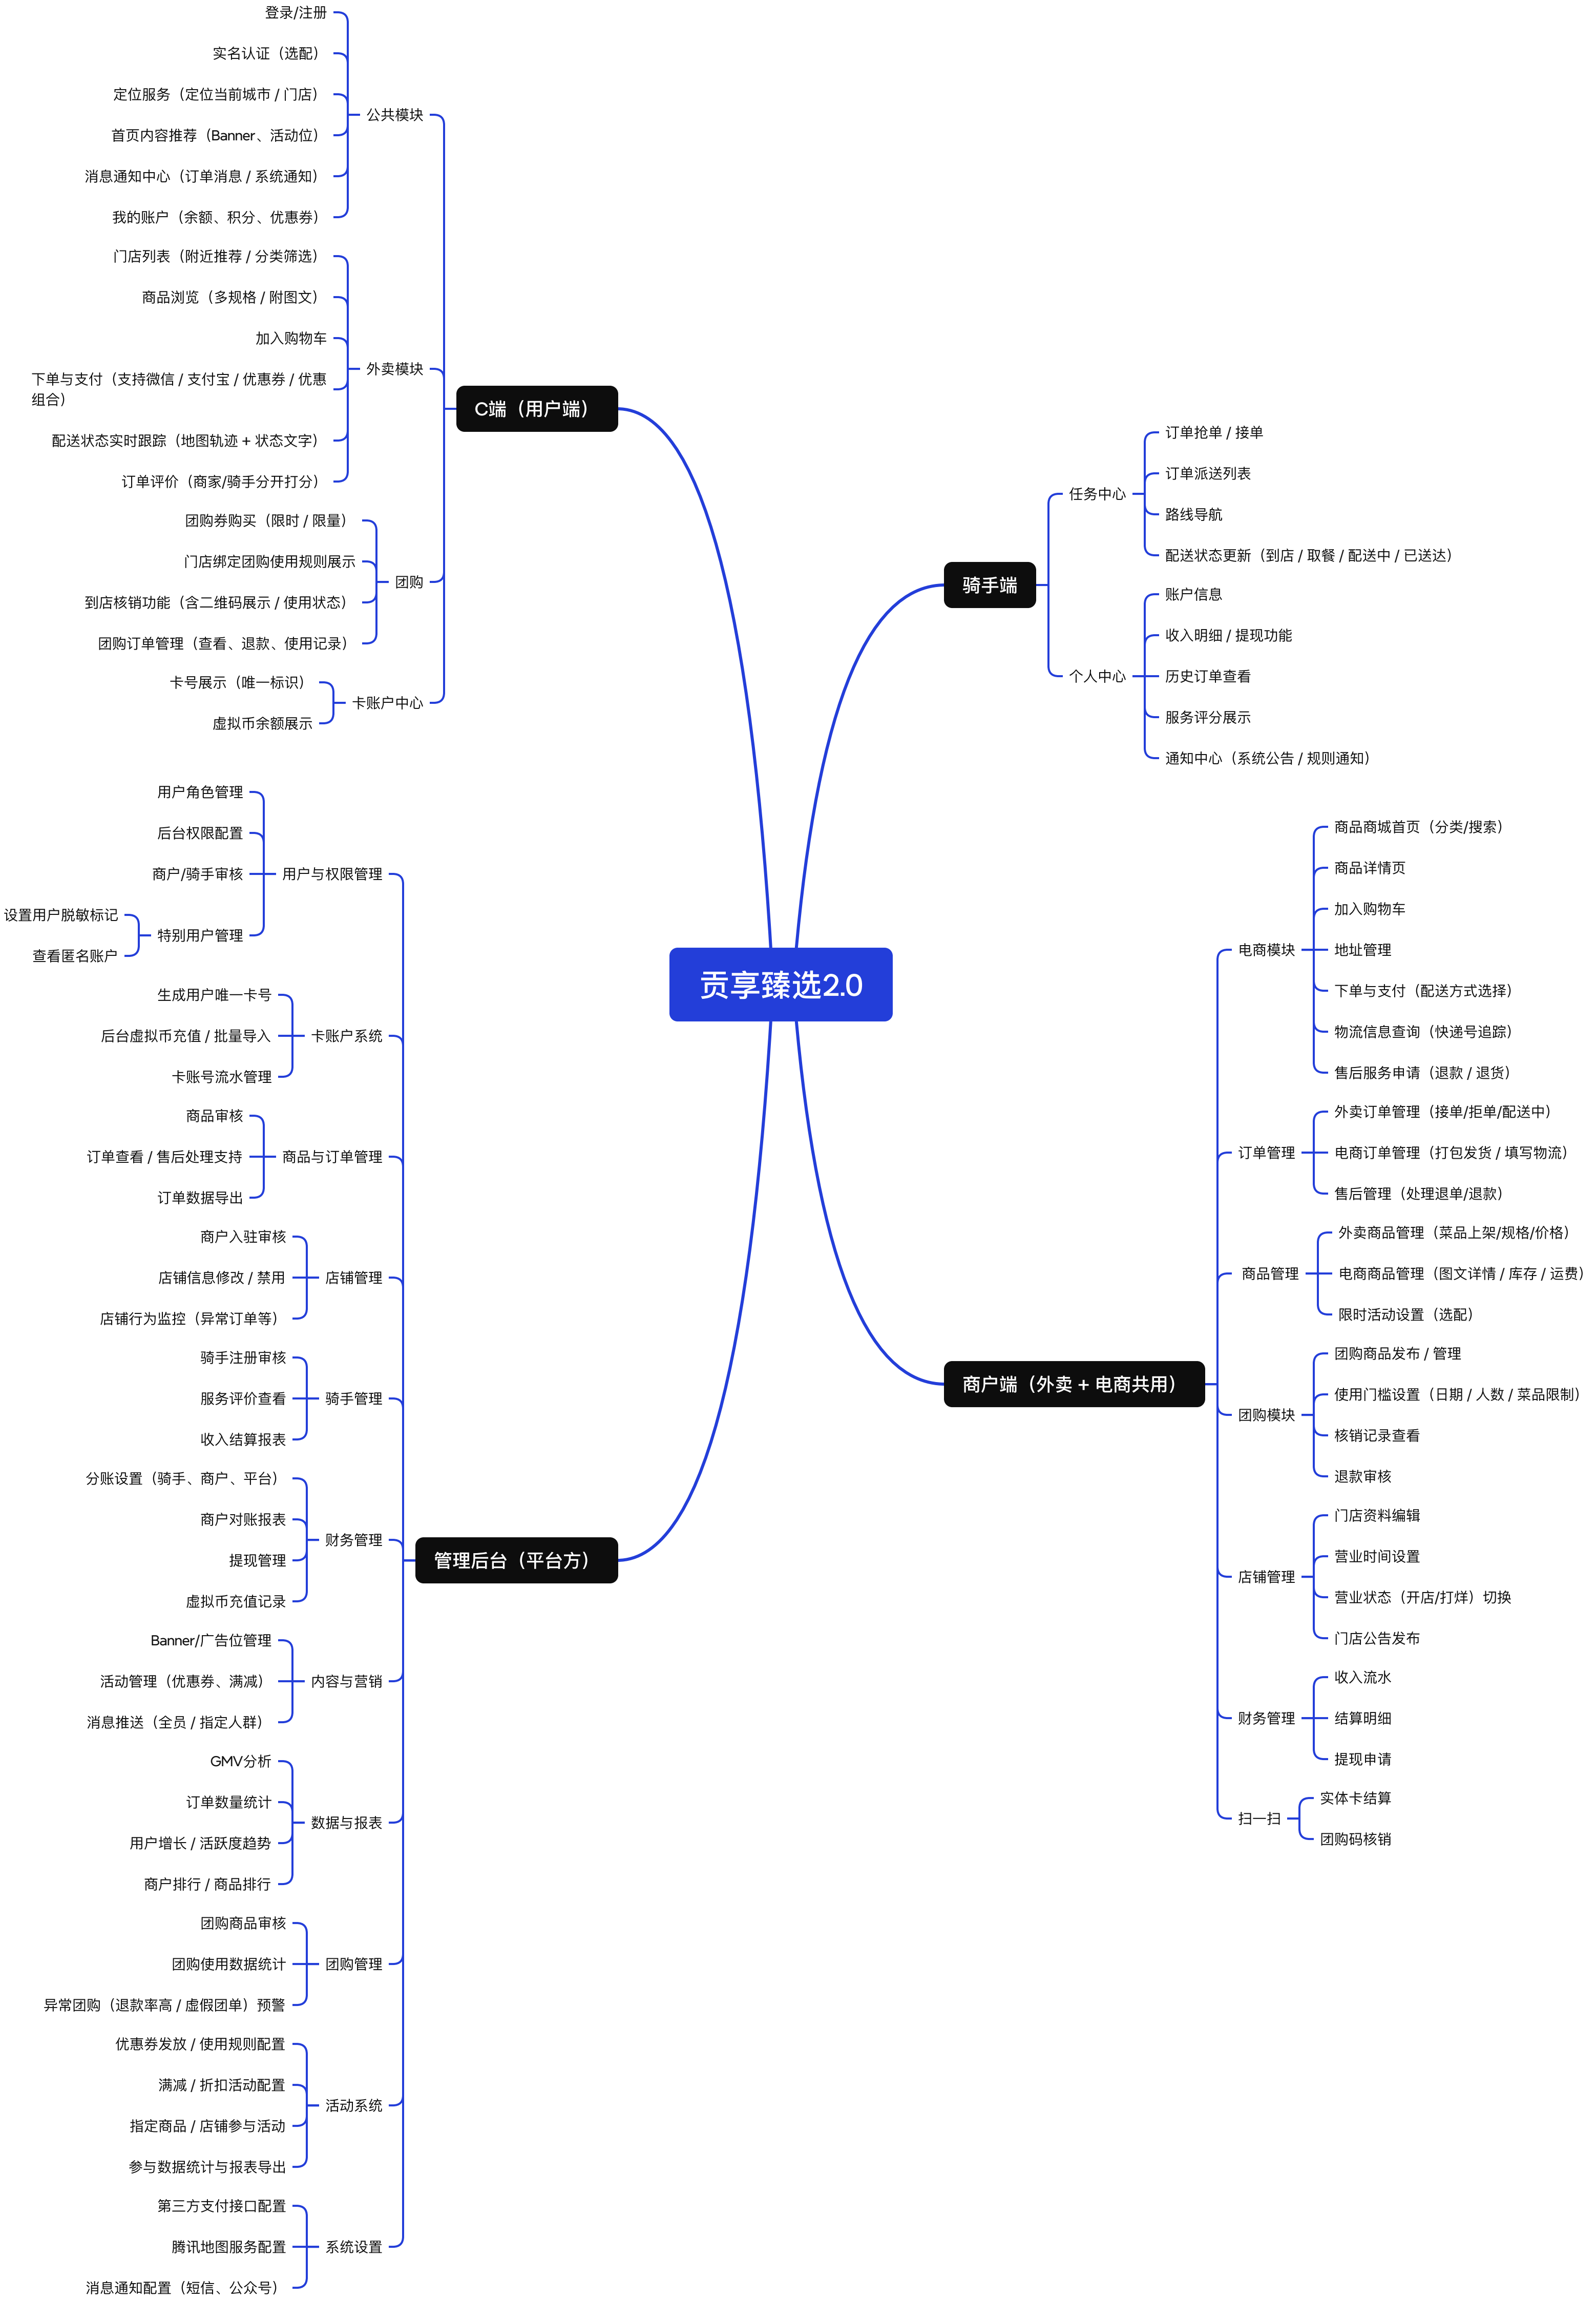 贡享臻选2.0
C端（用户端）
公共模块
登录/注册
实名认证（选配）
定位服务（定位当前城市 / 门店）
首页内容推荐（Banner、活动位）
消息通知中心（订单消息 / 系统通知）
我的账户（余额、积分、优惠券）
外卖模块
门店列表（附近推荐 / 分类筛选）
商品浏览（多规格 / 附图文）
加入购物车
下单与支付（支持微信 / 支付宝 / 优惠券 / 优惠
组合）
配送状态实时跟踪（地图轨迹 + 状态文字）
订单评价（商家/骑手分开打分）
团购
团购券购买（限时 / 限量）
门店绑定团购使用规则展示
到店核销功能（含二维码展示 / 使用状态）
团购订单管理（查看、退款、使用记录）
卡账户中心
卡号展示（唯一标识）
虚拟币余额展示
骑手端
任务中心
订单抢单 / 接单
订单派送列表
路线导航
配送状态更新（到店 / 取餐 / 配送中 / 已送达）
个人中心
账户信息
收入明细 / 提现功能
历史订单查看
服务评分展示
通知中心（系统公告 / 规则通知）
商户端（外卖 + 电商共用）
电商模块
商品商城首页（分类/搜索）
商品详情页
加入购物车
地址管理
下单与支付（配送方式选择）
物流信息查询（快递号追踪）
售后服务申请（退款 / 退货）
订单管理
外卖订单管理（接单/拒单/配送中）
电商订单管理（打包发货 / 填写物流）
售后管理（处理退单/退款）
商品管理
外卖商品管理（菜品上架/规格/价格）
电商商品管理（图文详情 / 库存 / 运费）
限时活动设置（选配）
团购模块
团购商品发布 / 管理
使用门槛设置（日期 / 人数 / 菜品限制）
核销记录查看
退款审核
店铺管理
门店资料编辑
营业时间设置
营业状态（开店/打烊）切换
门店公告发布
财务管理
收入流水
结算明细
提现申请
扫一扫
实体卡结算
团购码核销
管理后台（平台方）
用户与权限管理
用户角色管理
后台权限配置
商户/骑手审核
特别用户管理
设置用户脱敏标记
查看匿名账户
卡账户系统
生成用户唯一卡号
后台虚拟币充值 / 批量导入
卡账号流水管理
商品与订单管理
商品审核
订单查看 / 售后处理支持
订单数据导出
店铺管理
商户入驻审核
店铺信息修改 / 禁用
店铺行为监控（异常订单等）
骑手管理
骑手注册审核
服务评价查看
收入结算报表
财务管理
分账设置（骑手、商户、平台）
商户对账报表
提现管理
虚拟币充值记录
内容与营销
Banner/广告位管理
活动管理（优惠券、满减）
消息推送（全员 / 指定人群）
数据与报表
GMV分析
订单数量统计
用户增长 / 活跃度趋势
商户排行 / 商品排行
团购管理
团购商品审核
团购使用数据统计
异常团购（退款率高 / 虚假团单）预警
活动系统
优惠券发放 / 使用规则配置
满减 / 折扣活动配置
指定商品 / 店铺参与活动
参与数据统计与报表导出
系统设置
第三方支付接口配置
腾讯地图服务配置
消息通知配置（短信、公众号）